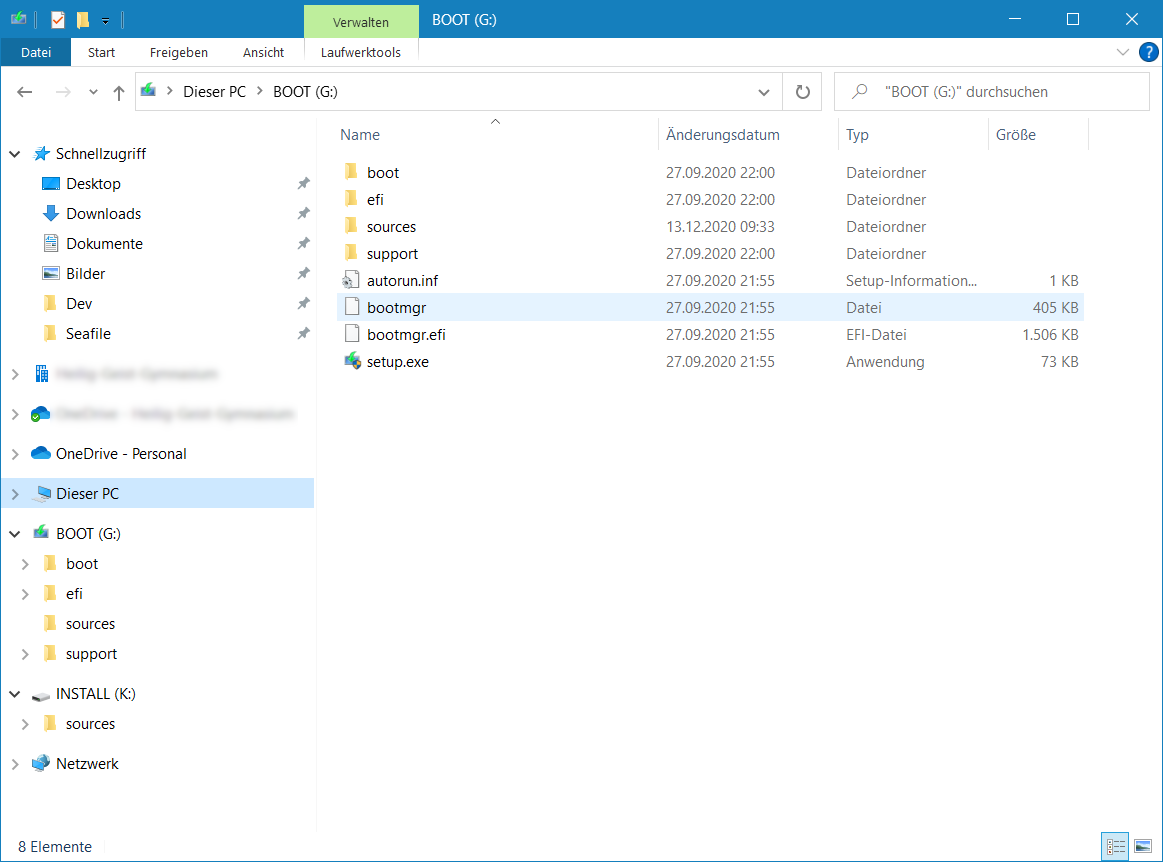 Verwalten BOOT (G:)
Datei Start Freigeben Ansicht Laufwerktools
Dieser PC BOOT (G:) "BOOT (G:)" durchsuchen
Name Änderungsdatum Typ Größe
Schnellzugriff
Desktop
Downloads
Dokumente
Bilder
Dev
Seafile
OneDrive - Personal
Dieser PC
BOOT (G:)
boot
efi
sources
support
INSTALL (K:)
sources
Netzwerk
boot 27.09.2020 22:00 Dateiordner
efi 27.09.2020 22:00 Dateiordner
sources 13.12.2020 09:33 Dateiordner
support 27.09.2020 22:00 Dateiordner
autorun.inf 27.09.2020 21:55 Setup-Information... 1 KB
bootmgr 27.09.2020 21:55 Datei 405 KB
bootmgr.efi 27.09.2020 21:55 EFI-Datei 1.506 KB
setup.exe 27.09.2020 21:55 Anwendung 73 KB
8 Elemente